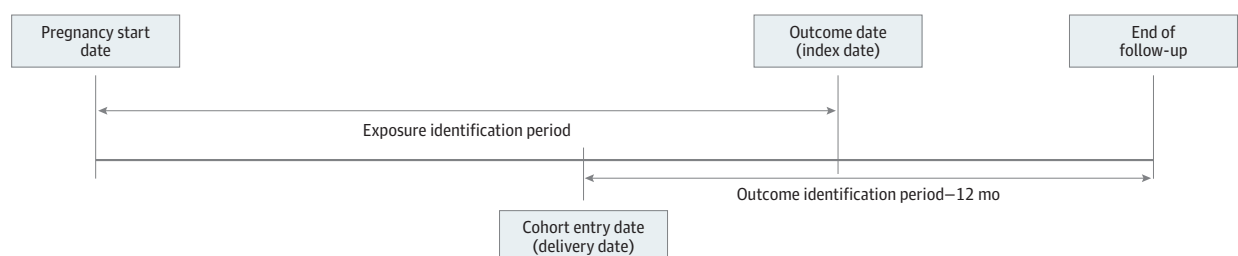 Pregnancy start
date
Outcome date
(index date)
End of
follow-up
Exposure identification period
Outcome identification period—12 mo
Cohort entry date
(delivery date)